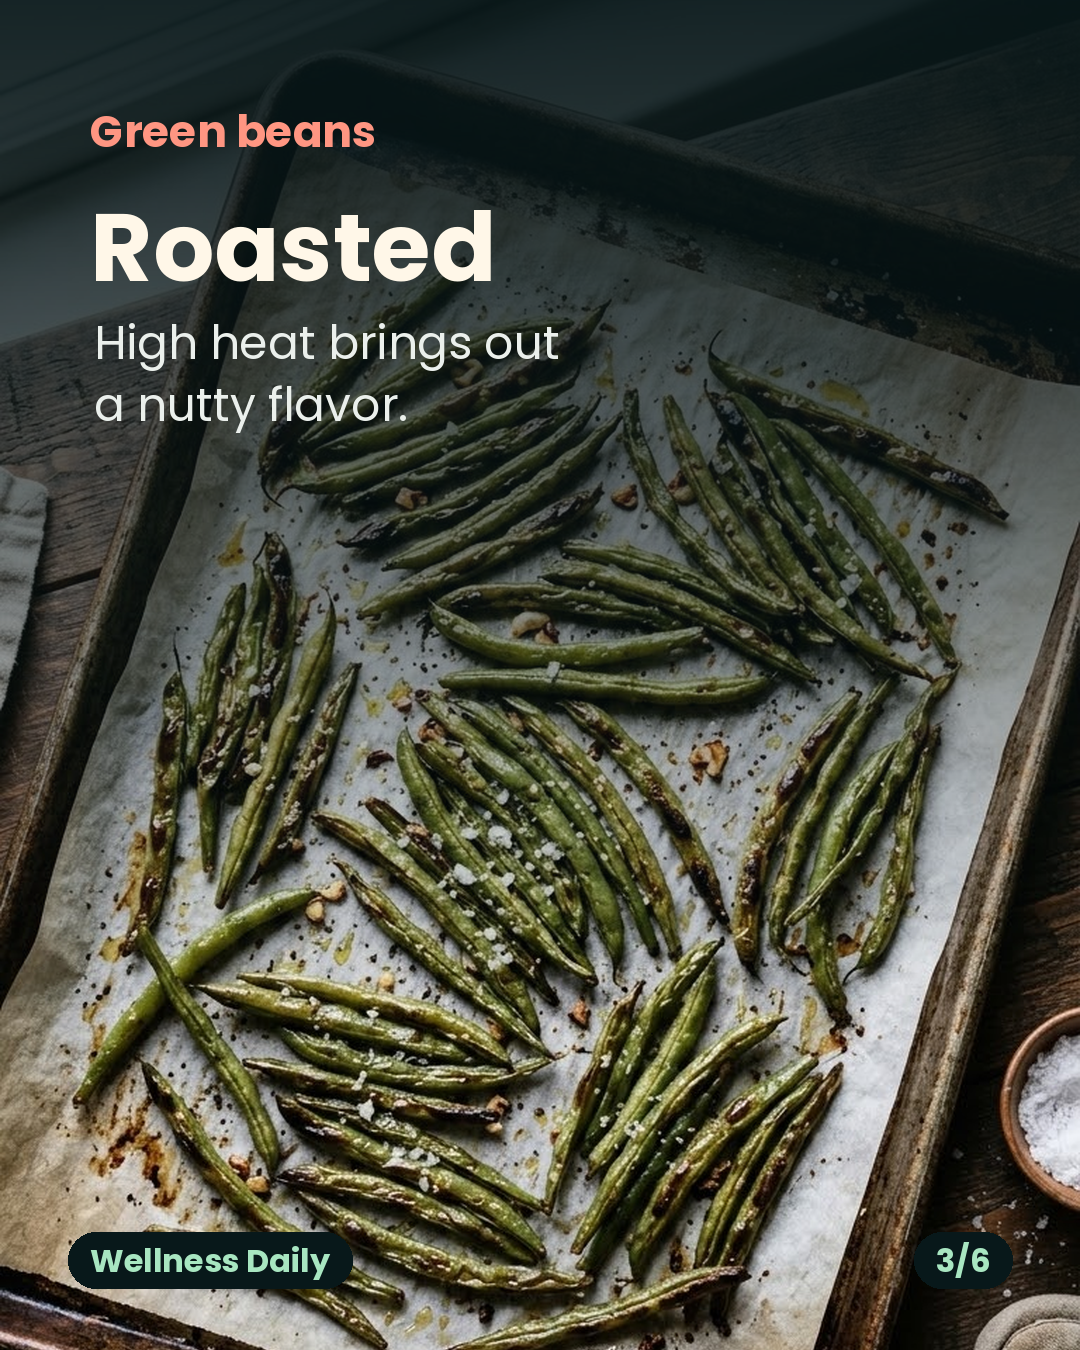 Green beans
Roasted
High heat brings out
a nutty flavor.
Wellness Daily
3/6